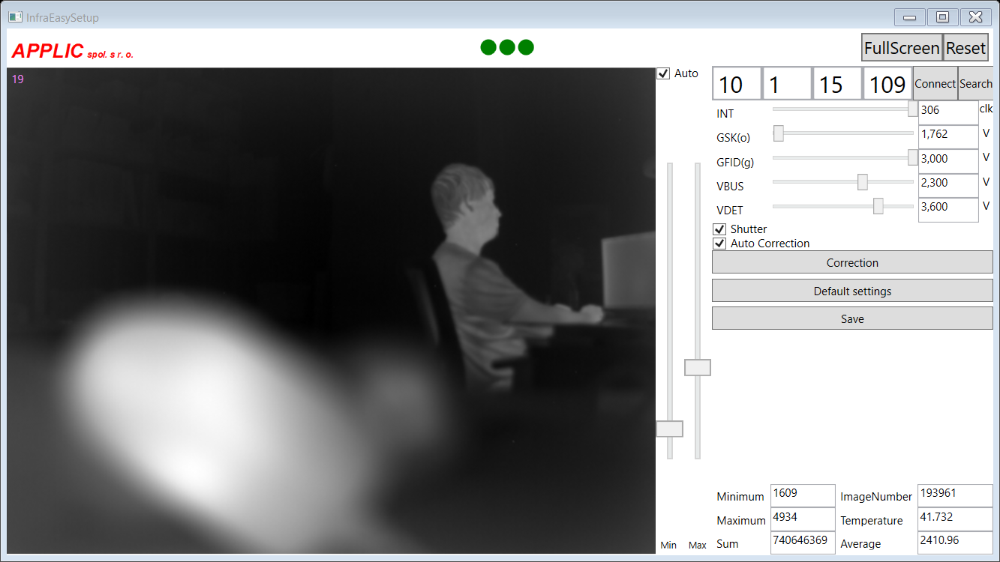 InfraEasySetup
APPLIC spol. s r. o.
FullScreen Reset
19
Auto
10 1 15 109 Connect Search
INT 306 clk
GSK(o) 1,762 V
GFID(g) 3,000 V
VBUS 2,300 V
VDET 3,600 V
Shutter
Auto Correction
Correction
Default settings
Save
Minimum 1609 ImageNumber 193961
Maximum 4934 Temperature 41.732
Min Max Sum 740646369 Average 2410.96